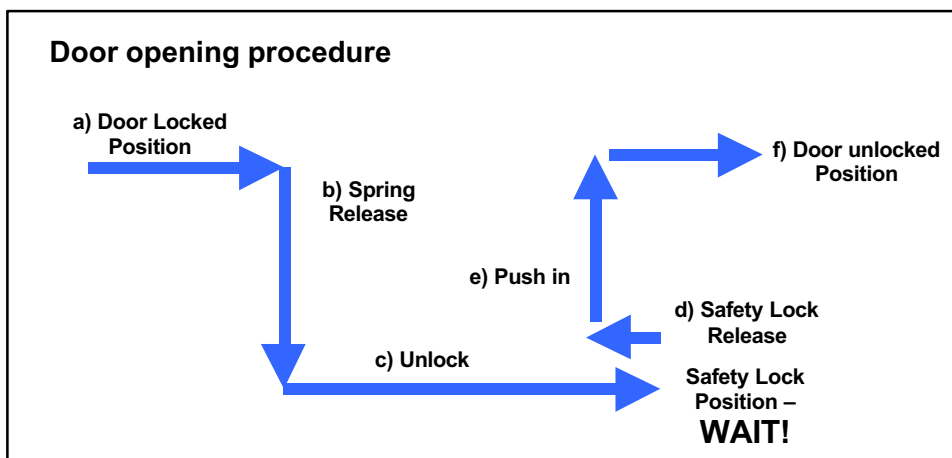 Door opening procedure
a) Door Locked
Position
b) Spring
Release
c) Unlock
Safety Lock
Position –
WAIT!
d) Safety Lock
Release
e) Push in
f) Door unlocked
Position